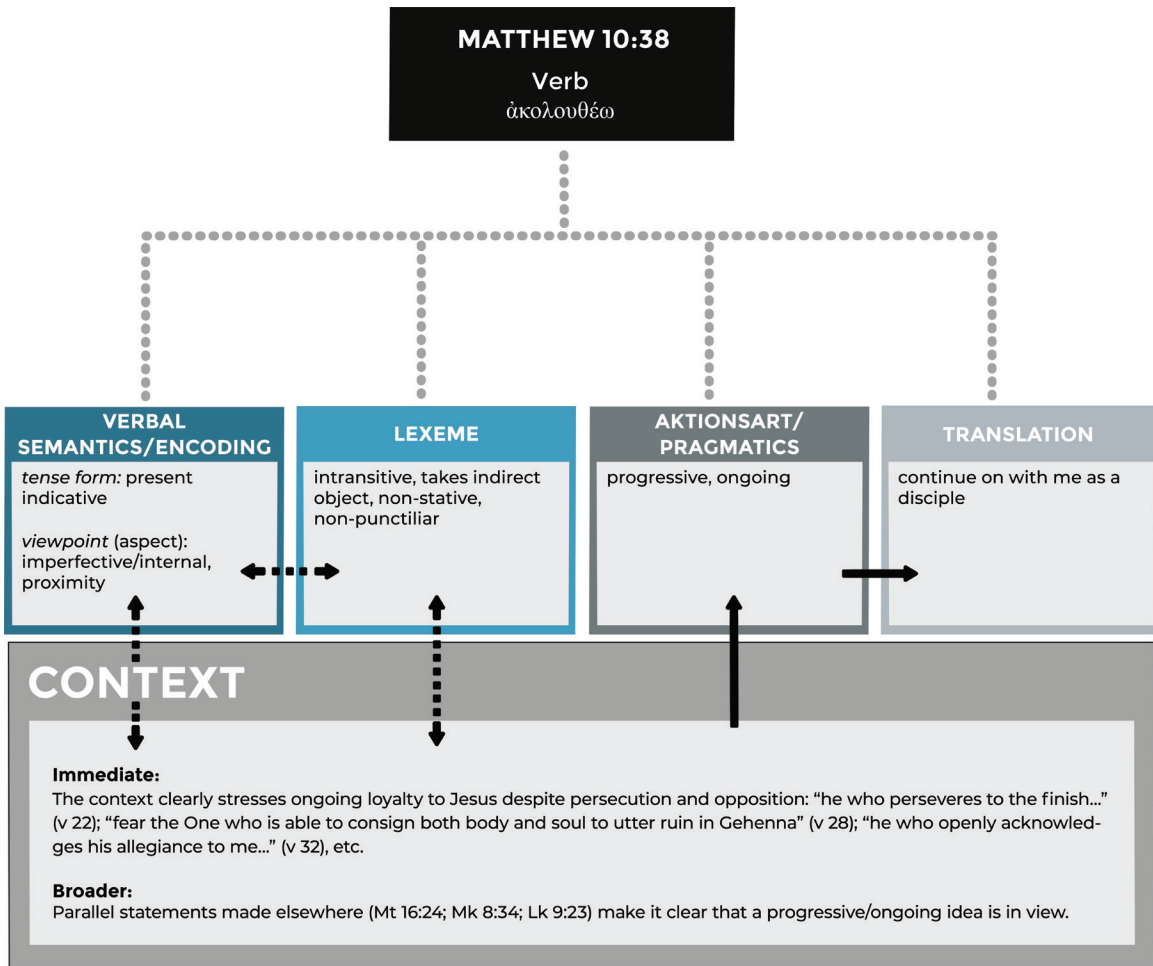 MATTHEW 10:38
Verb
ἀκολουθέω
VERBAL
SEMANTICS/ENCODING
tense form: present
indicative
viewpoint (aspect):
imperfective/internal,
proximity
LEXEME
intransitive, takes indirect
object, non-stative,
non-punctiliar
AKTIONSART/
PRAGMATICS
progressive, ongoing
TRANSLATION
continue on with me as a
disciple
CONTEXT
Immediate:
The context clearly stresses ongoing loyalty to Jesus despite persecution and opposition: “he who perseveres to the finish...”
(v 22); “fear the One who is able to consign both body and soul to utter ruin in Gehenna” (v 28); “he who openly acknowled-
ges his allegiance to me...” (v 32), etc.
Broader:
Parallel statements made elsewhere (Mt 16:24; Mk 8:34; Lk 9:23) make it clear that a progressive/ongoing idea is in view.